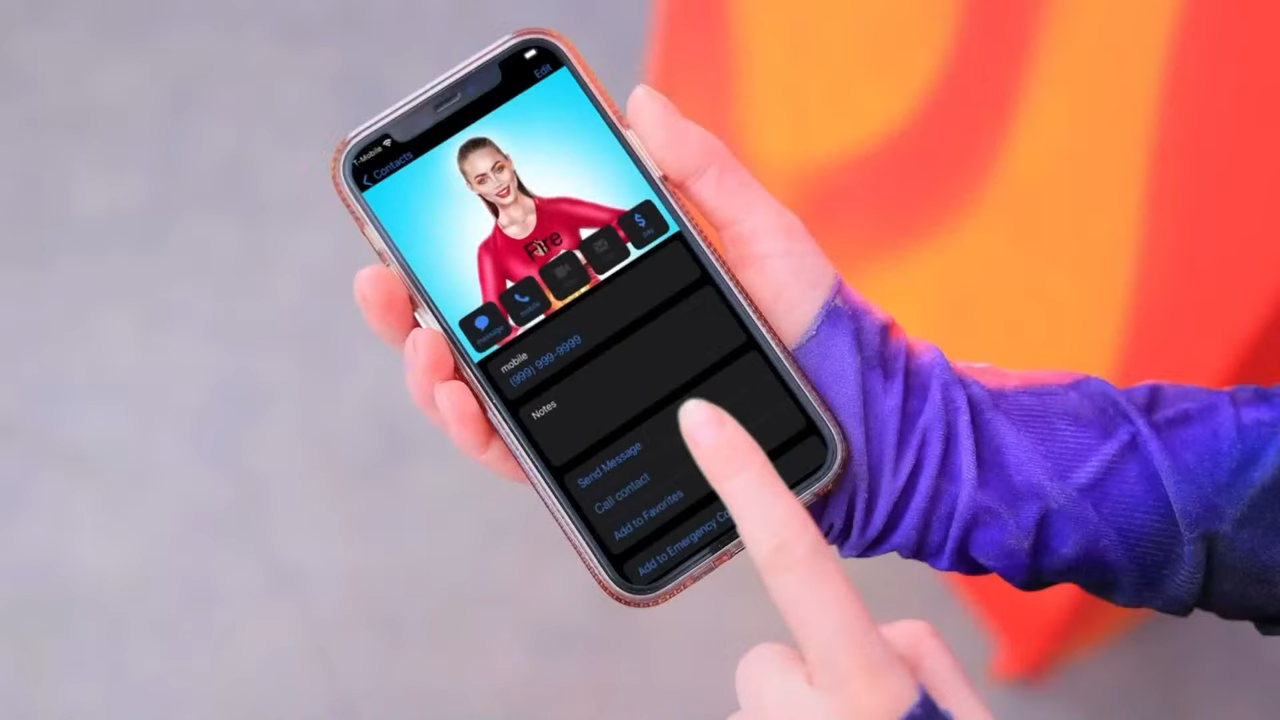 T-Mobile
Edit
Contacts
Fire
message
mobile
pay
mobile
(999) 999-9999
Notes
Send Message
Call contact
Add to Favorites
Add to Emergency